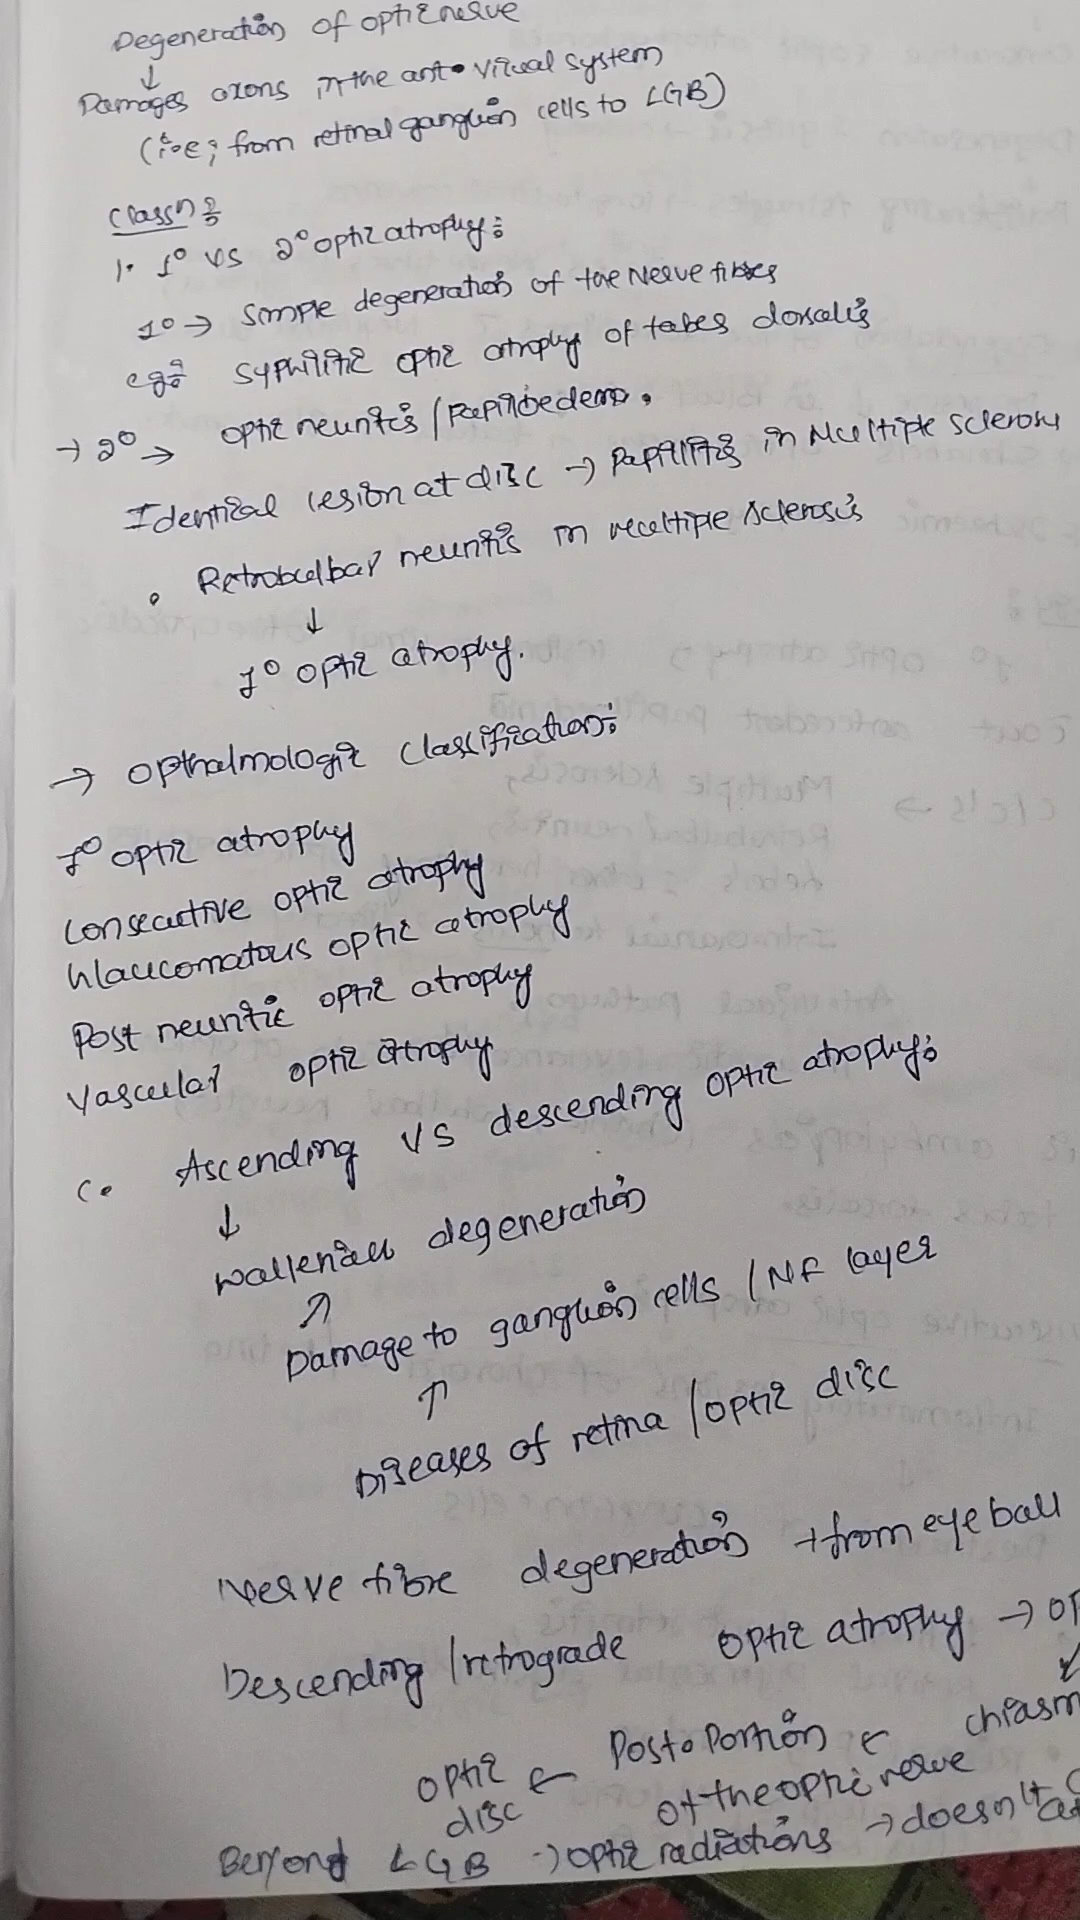 Degeneration of optic nerve
↓
Damages axons in the ant. visual system
(i.e; from retinal ganglion cells to LGB)
Classn :
1. 1° vs 2° optic atrophy :
1° → Simple degeneration of the Nerve fibres
eg: syphilitic optic atrophy of tabes dorsalis
→ 2° → optic neuritis / papilloedema.
Identical lesion at disc → papillitis in Multiple sclerosis
• Retrobulbar neuritis in multiple sclerosis
↓
1° optic atrophy.
→ Opthalmologic classification :
1° optic atrophy
Consecutive optic atrophy
Glaucomatous optic atrophy
Post neuritic optic atrophy
Vascular optic atrophy
C. Ascending vs descending optic atrophy :
↓
Wallerian degeneration
↑
Damage to ganglion cells / NF layer
↑
Diseases of retina / optic disc
Nerve fibre degeneration → from eye ball
Descending / retrograde optic atrophy → op
↙
optic disc ← Post. Portion of the optic nerve ← chiasm
Beyond LGB → optic radiations → doesn't